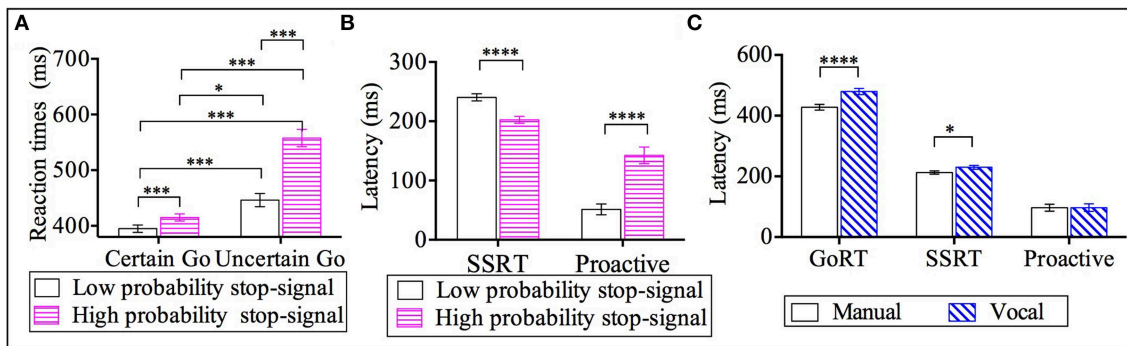 A
Reaction times (ms)
700
600
500
400
***
***
*
***
***
***
Certain Go
Uncertain Go
Low probability stop-signal
High probability stop-signal
B
Latency (ms)
300
200
100
0
****
****
SSRT
Proactive
Low probability stop-signal
High probability stop-signal
C
Latency (ms)
600
400
200
0
****
*
GoRT
SSRT
Proactive
Manual
Vocal